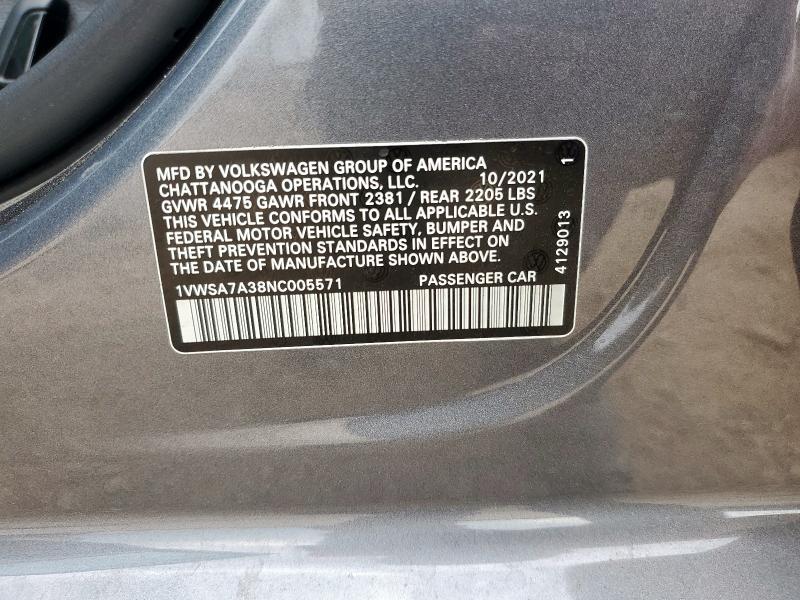 MFD BY VOLKSWAGEN GROUP OF AMERICA
CHATTANOOGA OPERATIONS, LLC. 10/2021 1
GVWR 4475 GAWR FRONT 2381 / REAR 2205 LBS
THIS VEHICLE CONFORMS TO ALL APPLICABLE U.S.
FEDERAL MOTOR VEHICLE SAFETY, BUMPER AND
THEFT PREVENTION STANDARDS IN EFFECT ON
THE DATE OF MANUFACTURE SHOWN ABOVE.
1VWSA7A38NC005571 PASSENGER CAR
4129013